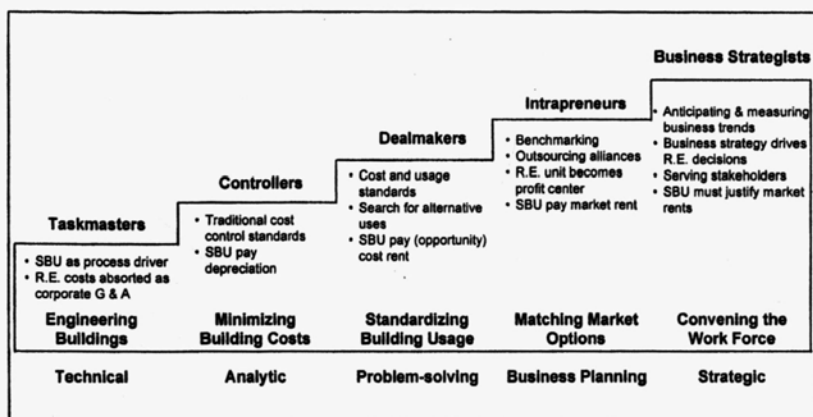 Business Strategists
• Anticipating & measuring
business trends
• Business strategy drives
R.E. decisions
• Serving stakeholders
• SBU must justify market
rents
Intrapreneurs
• Benchmarking
• Outsourcing alliances
• R.E. unit becomes
profit center
• SBU pay market rent
Dealmakers
• Cost and usage
standards
• Search for alternative
uses
• SBU pay (opportunity)
cost rent
Controllers
• Traditional cost
control standards
• SBU pay
depreciation
Taskmasters
• SBU as process driver
• R.E. costs absorted as
corporate G & A
Engineering
Buildings
Minimizing
Building Costs
Standardizing
Building Usage
Matching Market
Options
Convening the
Work Force
Technical
Analytic
Problem-solving
Business Planning
Strategic